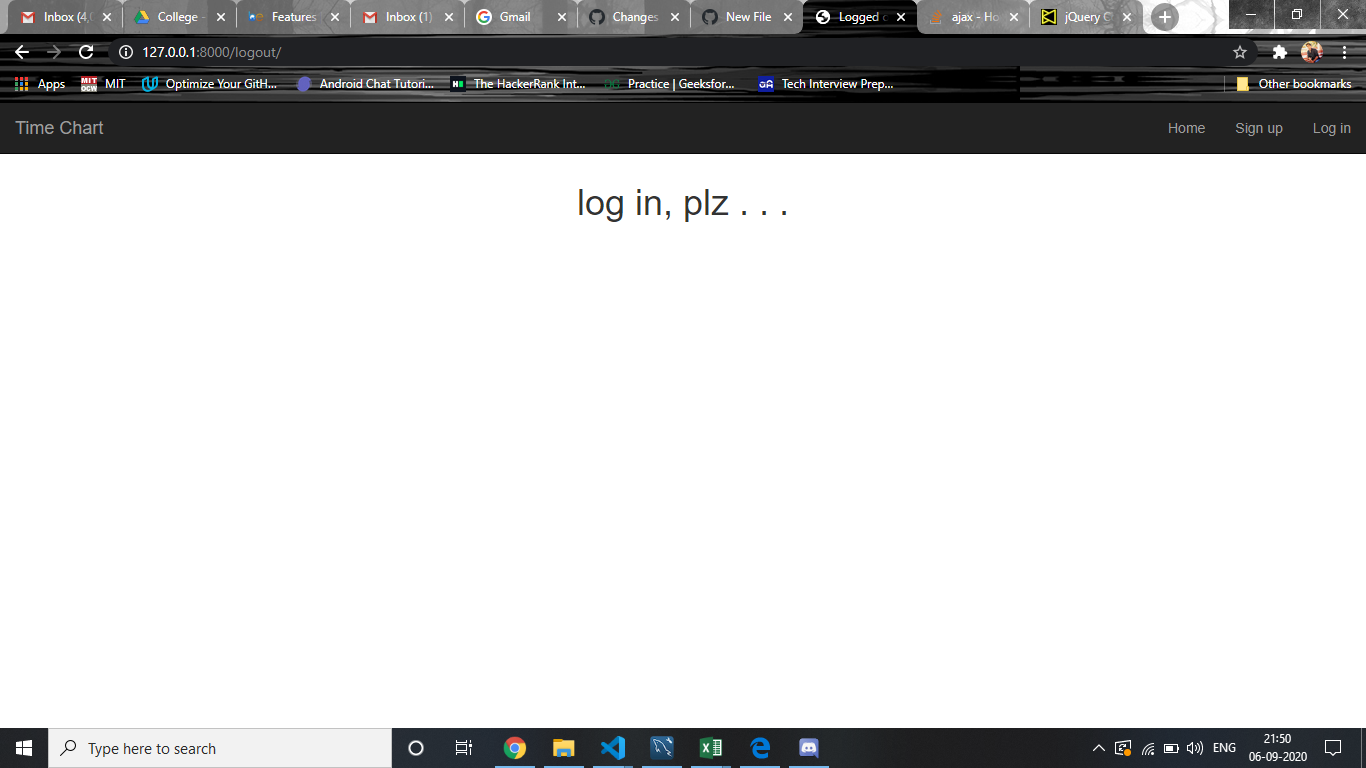 Inbox (4,0 College - Features Inbox (1) Gmail Changes New File Logged o ajax - Ho jQuery C
127.0.0.1:8000/logout/
Apps MIT OCW MIT Optimize Your GitH... Android Chat Tutori... H The HackerRank Int... Practice | Geeksfor... Tech Interview Prep... Other bookmarks
Time Chart Home Sign up Log in
log in, plz . . .
Type here to search ENG 21:50
06-09-2020